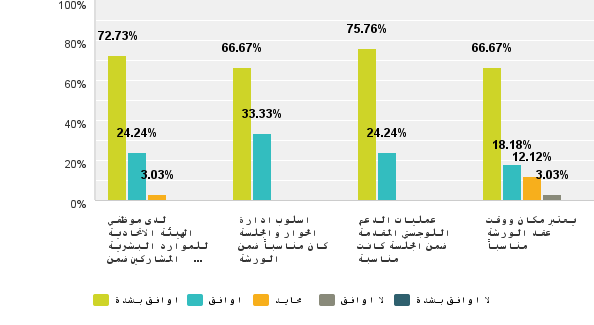 100%
80%
60%
40%
20%
0%
72.73%
24.24%
3.03%
66.67%
33.33%
75.76%
24.24%
66.67%
18.18%
12.12%
3.03%
لدى موظفي
الهيئة الاتحادية
للموارد البشرية
المشاركين ضمن ...
اسلوب ادارة
الحوار والجلسة
كان مناسباً ضمن
الورشة
عمليات الدعم
اللوجستي المقدمة
ضمن الجلسة كانت
مناسبة
يعتبر مكان ووقت
عقد الورشة
مناسباً
اوافق بشدة
اوافق
محايد
لا اوافق
لا اوافق بشدة